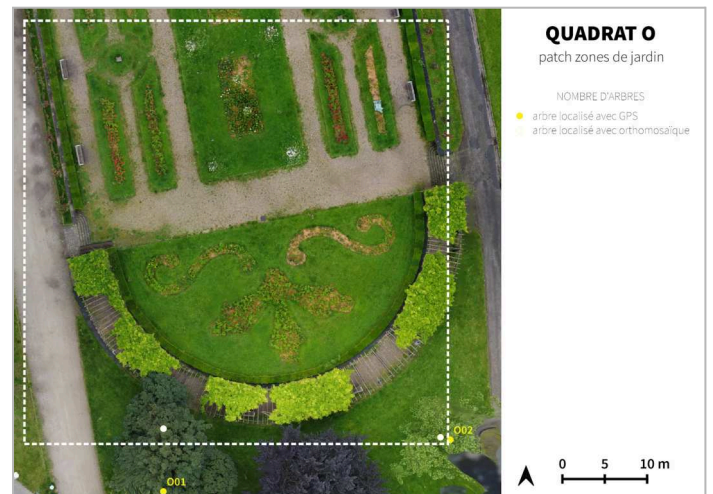 QUADRAT O
patch zones de jardin
NOMBRE D'ARBRES
arbre localisé avec GPS
arbre localisé avec orthomosaïque
O02
O01
0 5 10 m